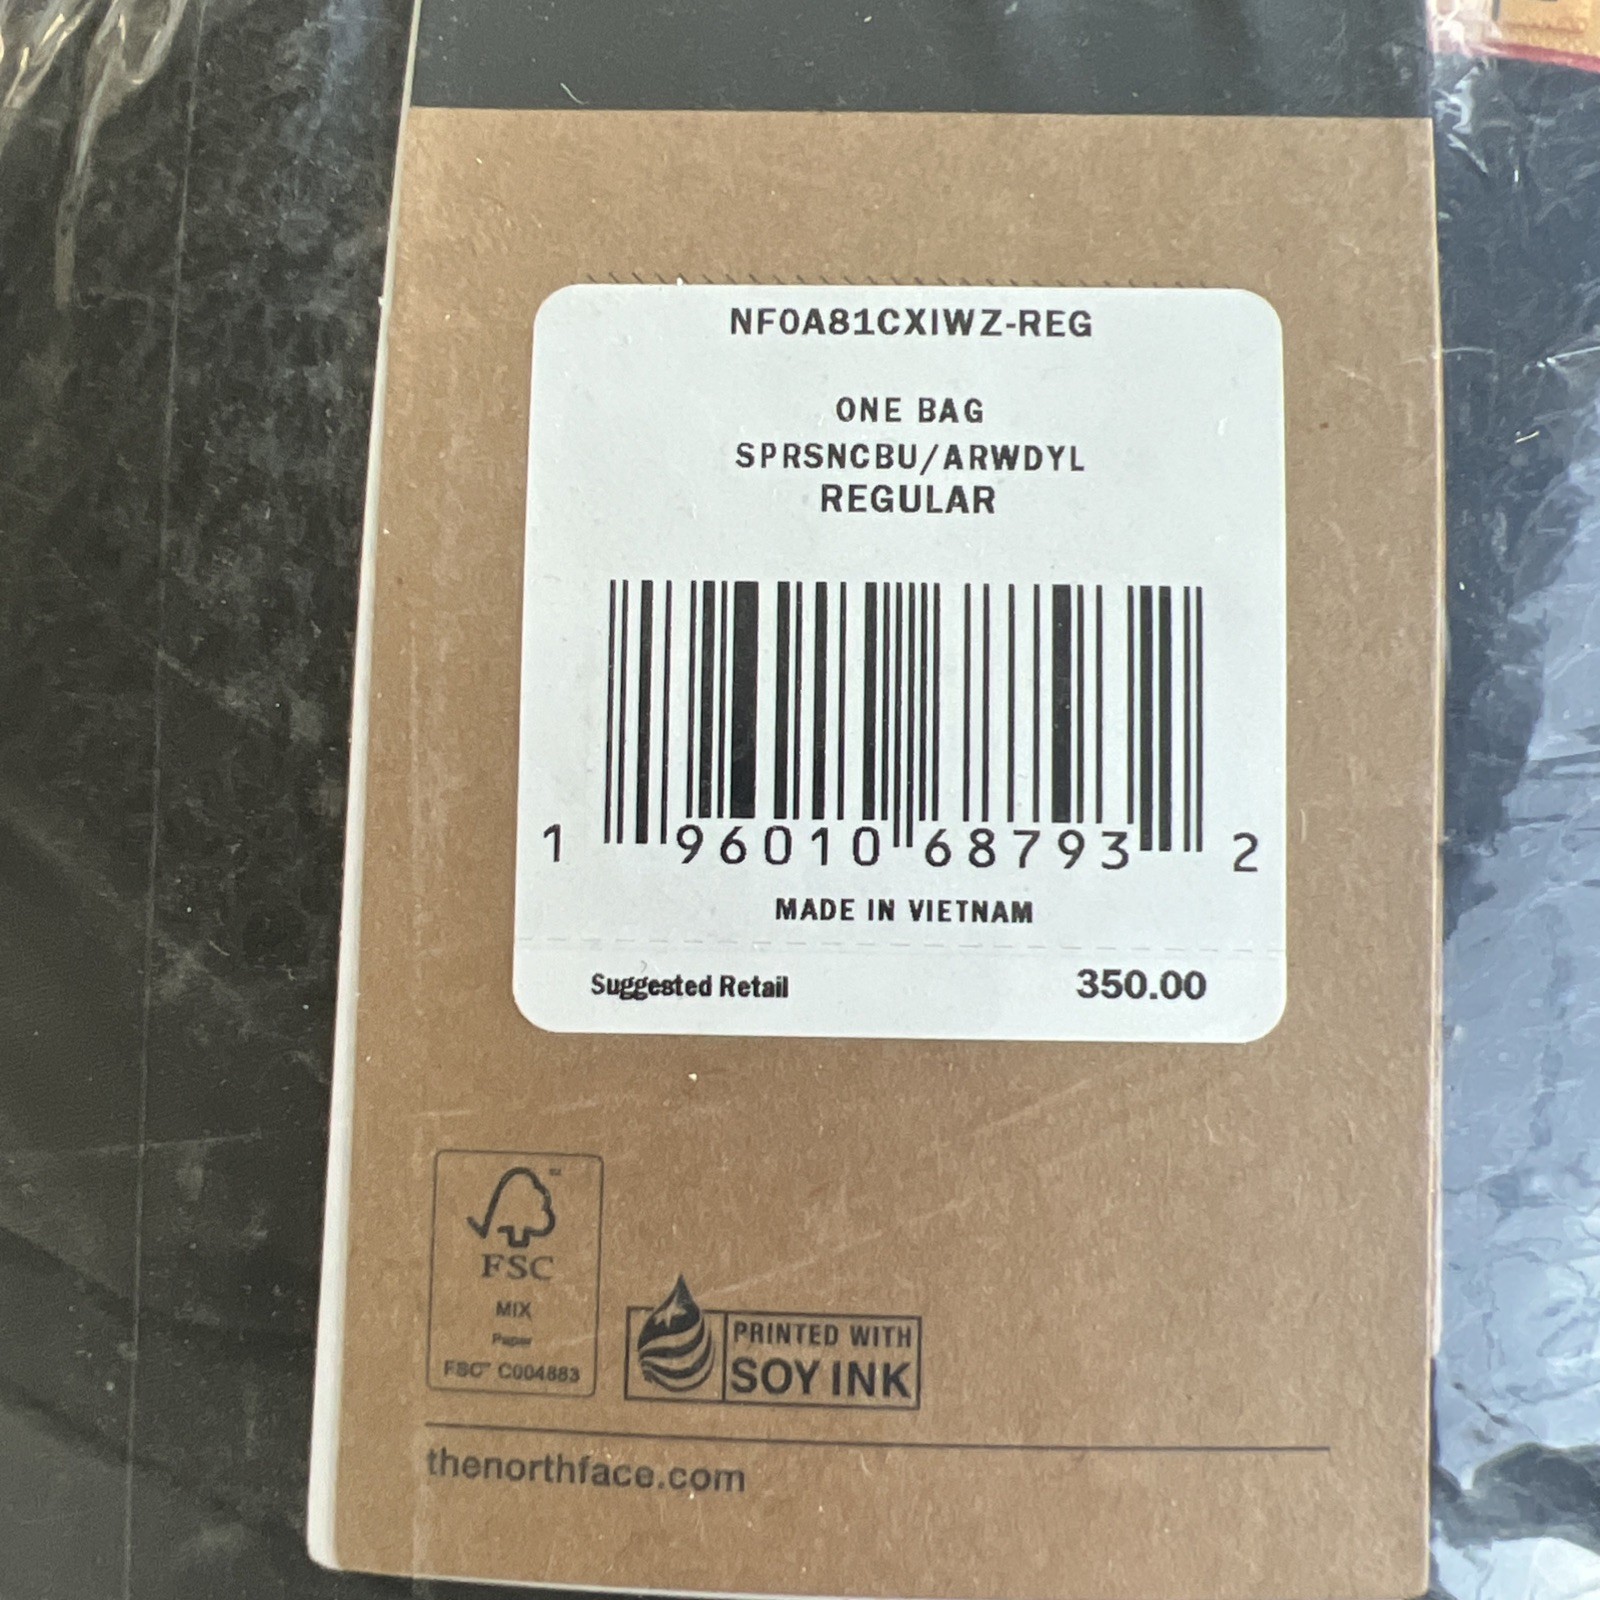 NF0A81CXIWZ-REG
ONE BAG
SPRSNCBU/ARWDYL
REGULAR
1 96010 68793 2
MADE IN VIETNAM
Suggested Retail 350.00
FSC
MIX
Paper
FSC™ C004883
PRINTED WITH
SOY INK
thenorthface.com